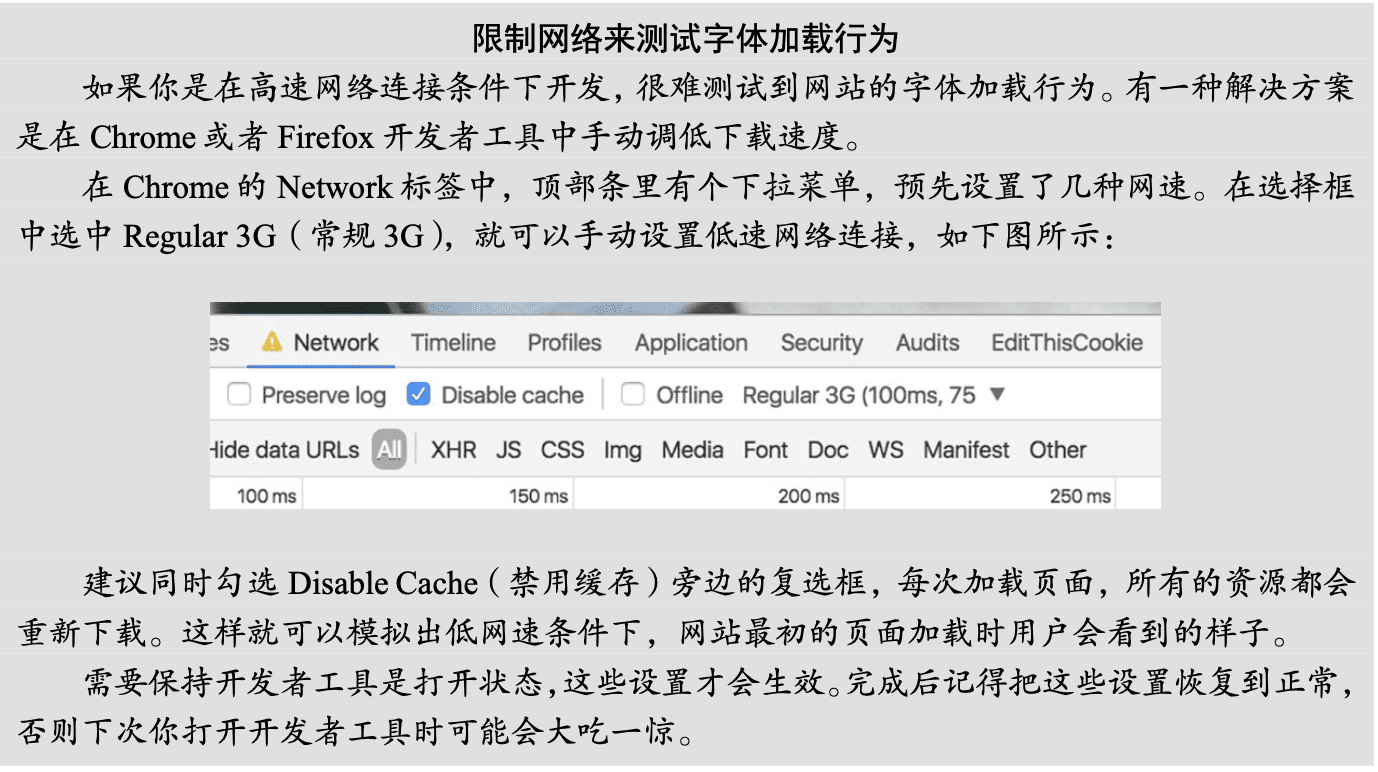 限制网络来测试字体加载行为
如果你是在高速网络连接条件下开发，很难测试到网站的字体加载行为。有一种解决方案
是在 Chrome 或者 Firefox 开发者工具中手动调低下载速度。
在 Chrome 的 Network 标签中，顶部条里有个下拉菜单，预先设置了几种网速。在选择框
中选中 Regular 3G（常规 3G），就可以手动设置低速网络连接，如下图所示：
es Network Timeline Profiles Application Security Audits EditThisCookie
Preserve log Disable cache Offline Regular 3G (100ms, 75
Hide data URLs All XHR JS CSS Img Media Font Doc WS Manifest Other
100 ms 150 ms 200 ms 250 ms
建议同时勾选 Disable Cache（禁用缓存）旁边的复选框，每次加载页面，所有的资源都会
重新下载。这样就可以模拟出低网速条件下，网站最初的页面加载时用户会看到的样子。
需要保持开发者工具是打开状态，这些设置才会生效。完成后记得把这些设置恢复到正常，
否则下次你打开开发者工具时可能会大吃一惊。